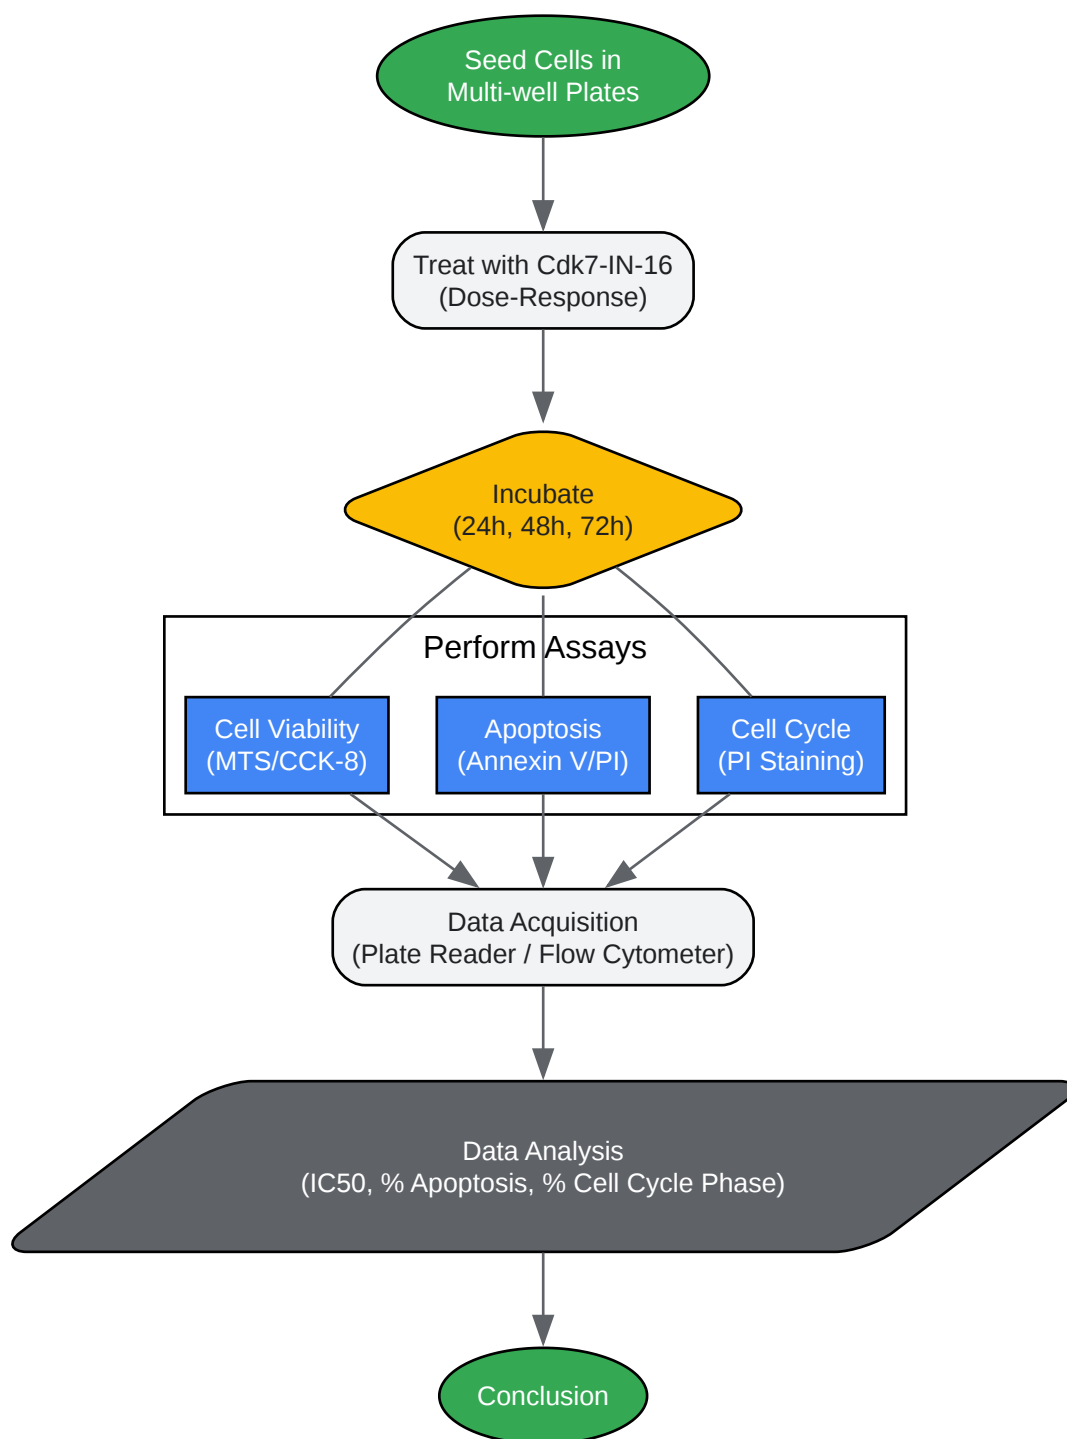 Seed Cells in
Multi-well Plates
Treat with Cdk7-IN-16
(Dose-Response)
Incubate
(24h, 48h, 72h)
Perform Assays
Cell Viability
(MTS/CCK-8)
Apoptosis
(Annexin V/PI)
Cell Cycle
(PI Staining)
Data Acquisition
(Plate Reader / Flow Cytometer)
Data Analysis
(IC50, % Apoptosis, % Cell Cycle Phase)
Conclusion